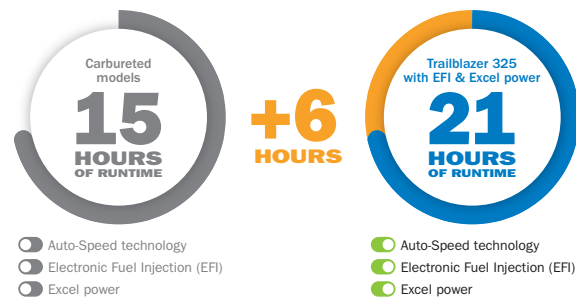 Carbureted
models
15
HOURS
OF RUNTIME
+6
HOURS
Trailblazer 325
with EFI & Excel power
21
HOURS
OF RUNTIME
Auto-Speed technology
Electronic Fuel Injection (EFI)
Excel power
Auto-Speed technology
Electronic Fuel Injection (EFI)
Excel power